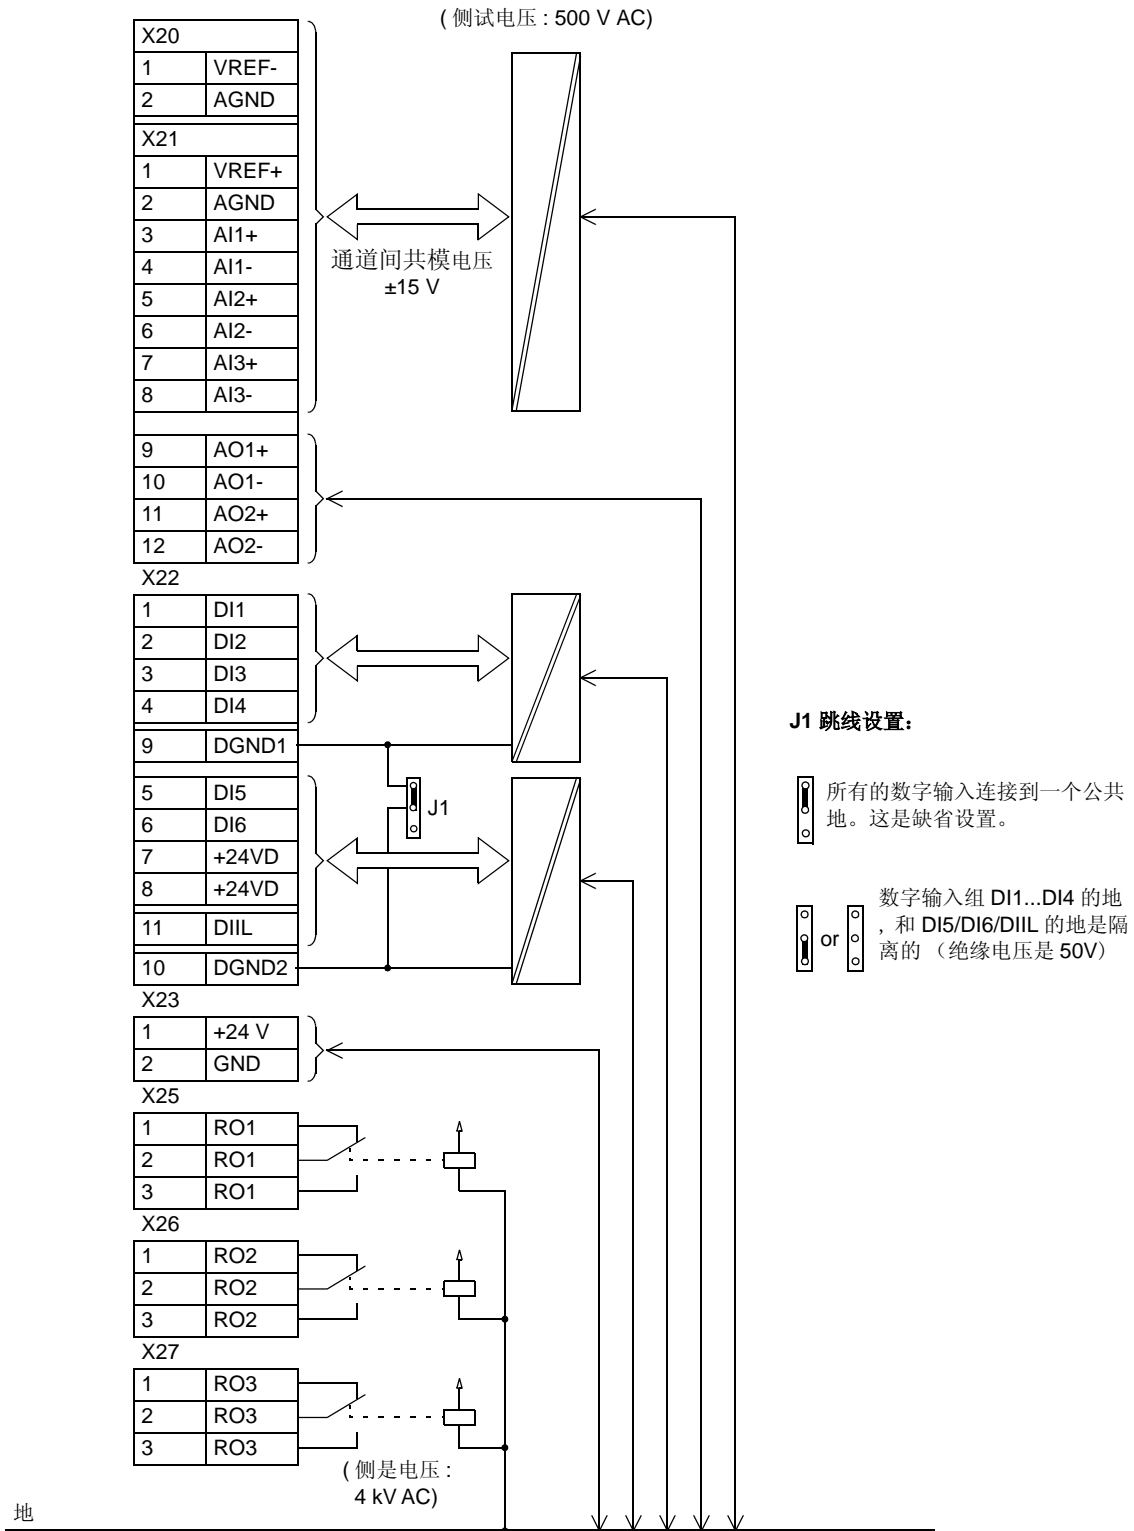 ( 侧试电压 : 500 V AC)
X20
1 VREF-
2 AGND
X21
1 VREF+
2 AGND
3 AI1+
4 AI1-
5 AI2+
6 AI2-
7 AI3+
8 AI3-
通道间共模电压
±15 V
9 AO1+
10 AO1-
11 AO2+
12 AO2-
X22
1 DI1
2 DI2
3 DI3
4 DI4
9 DGND1
5 DI5
6 DI6
7 +24VD
8 +24VD
11 DIIL
10 DGND2
J1
J1 跳线设置：
所有的数字输入连接到一个公共
地。这是缺省设置。
or
数字输入组 DI1...DI4 的地
，和 DI5/DI6/DIIL 的地是隔
离的 （绝缘电压是 50V）
X23
1 +24 V
2 GND
X25
1 RO1
2 RO1
3 RO1
X26
1 RO2
2 RO2
3 RO2
X27
1 RO3
2 RO3
3 RO3
( 侧是电压 :
4 kV AC)
地